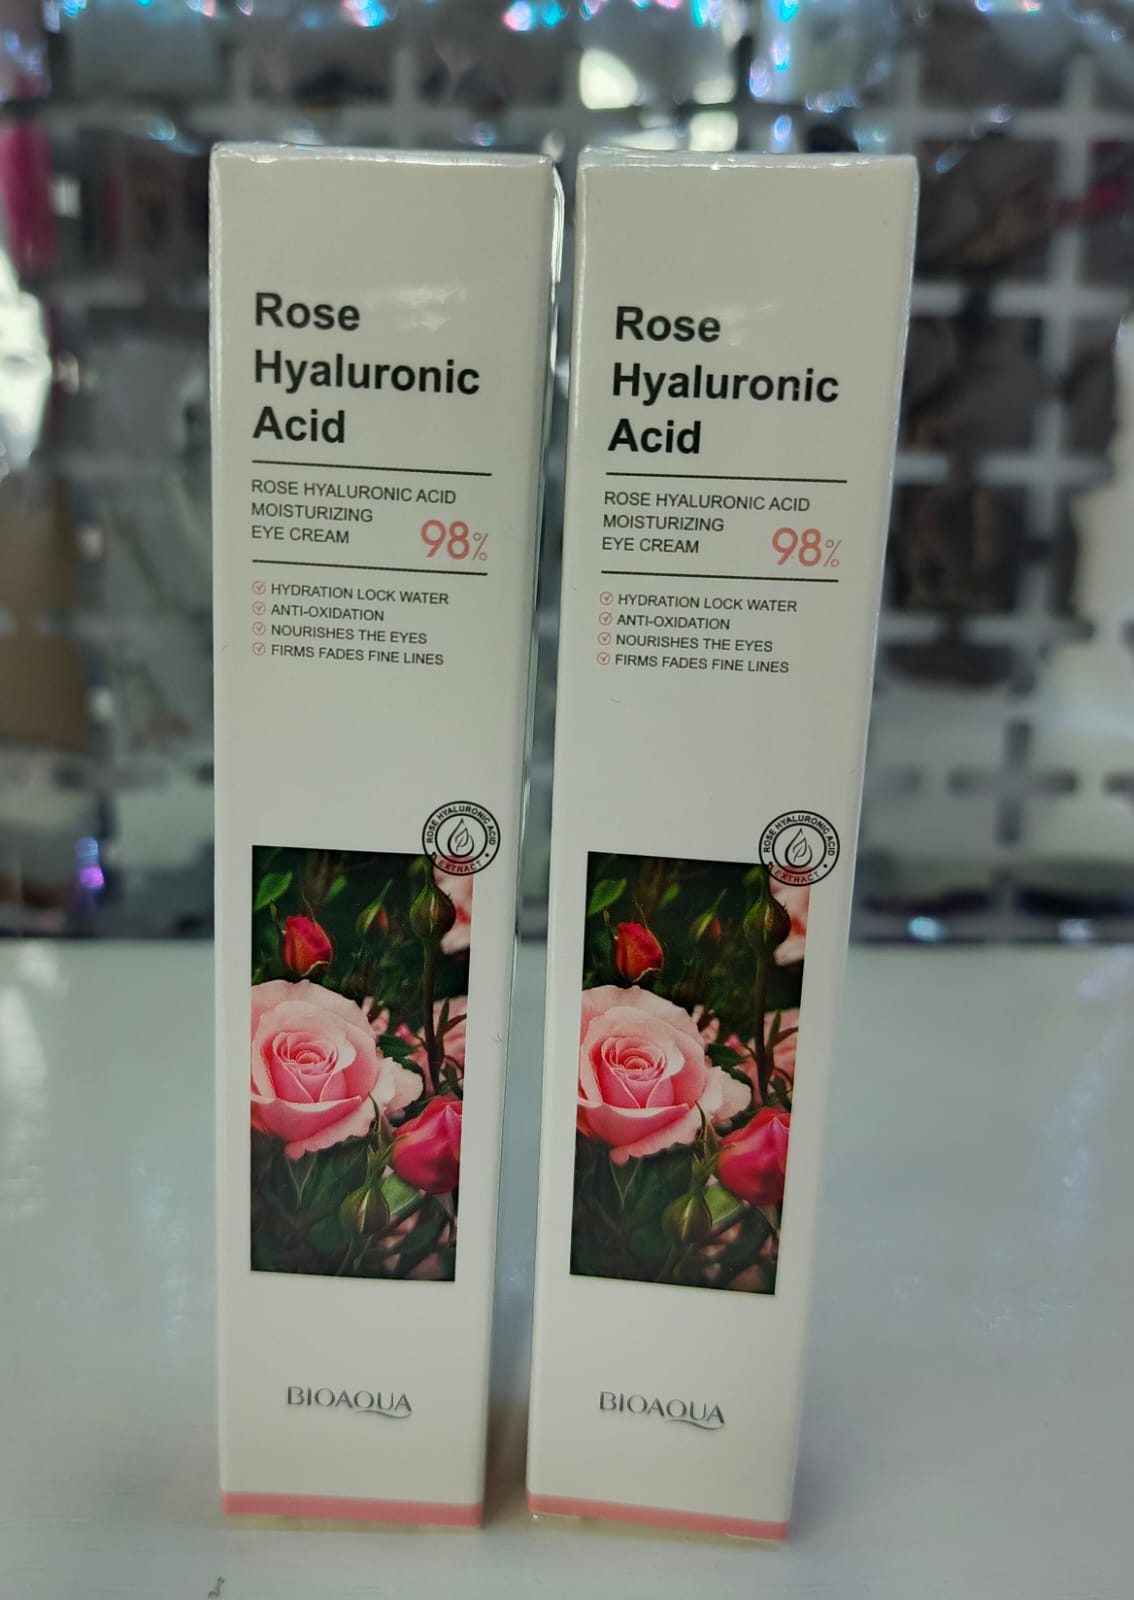 Rose
Hyaluronic
Acid
ROSE HYALURONIC ACID
MOISTURIZING
EYE CREAM 98%
HYDRATION LOCK WATER
ANTI-OXIDATION
NOURISHES THE EYES
FIRMS FADES FINE LINES
ROSE HYALURONIC ACID
EXTRACT
BIOAQUA
Rose
Hyaluronic
Acid
ROSE HYALURONIC ACID
MOISTURIZING
EYE CREAM 98%
HYDRATION LOCK WATER
ANTI-OXIDATION
NOURISHES THE EYES
FIRMS FADES FINE LINES
ROSE HYALURONIC ACID
EXTRACT
BIOAQUA